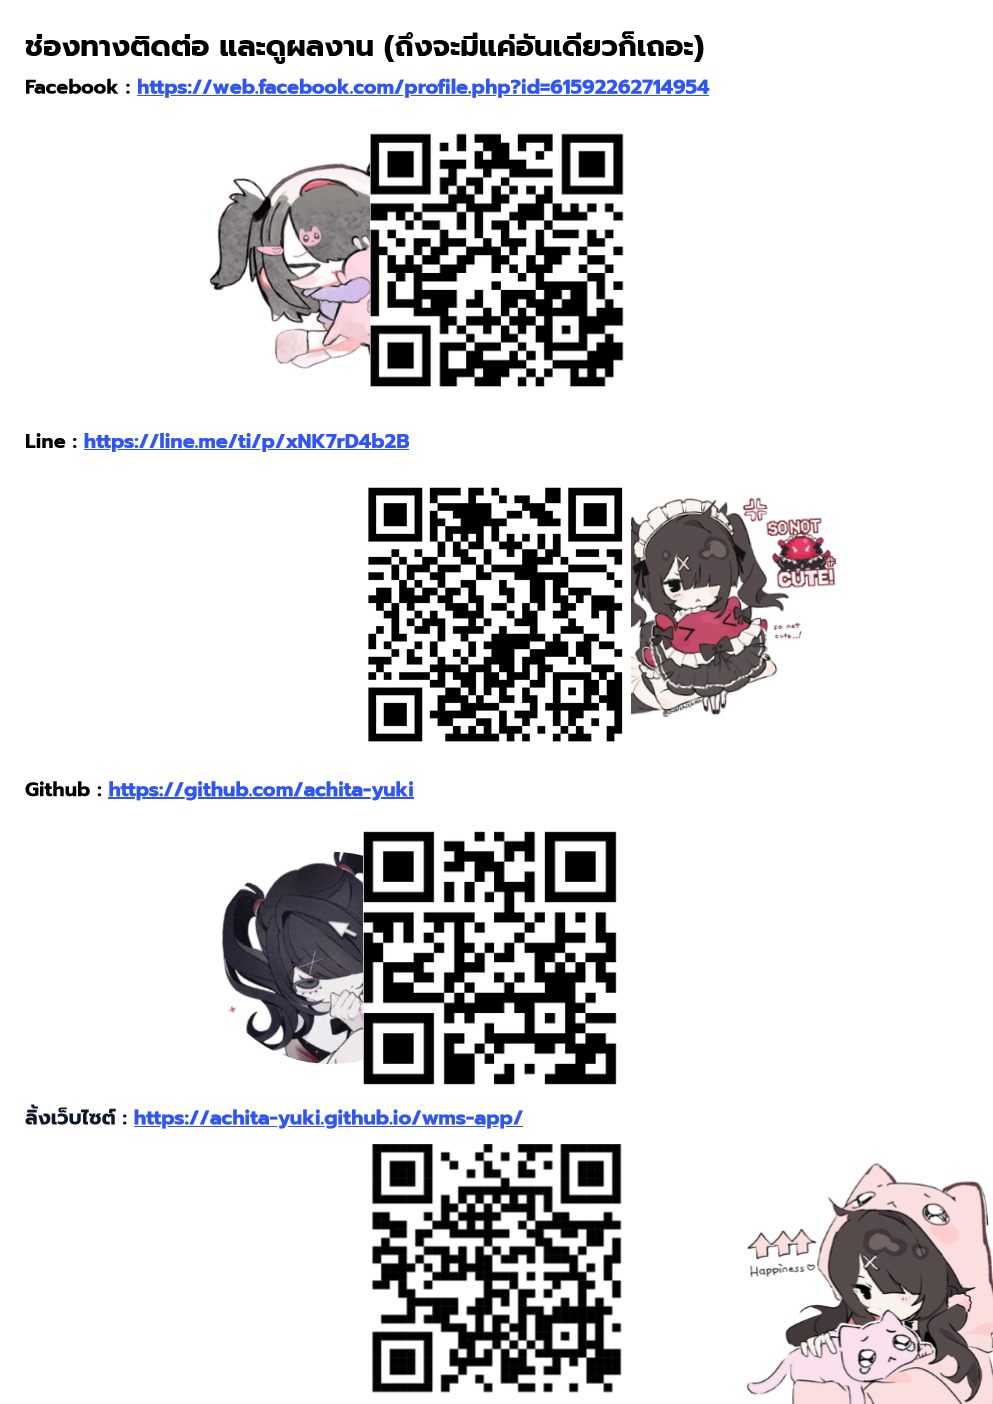 ช่องทางติดต่อ และดูผลงาน (ถึงจะมีแค่อันเดียวก็เถอะ)
Facebook : https://web.facebook.com/profile.php?id=61592262714954
Line : https://line.me/ti/p/xNK7rD4b2B
SO NOT
CUTE!
so not
cute..!
Github : https://github.com/achita-yuki
ลิ้งเว็บไซต์ : https://achita-yuki.github.io/wms-app/
Happiness♡